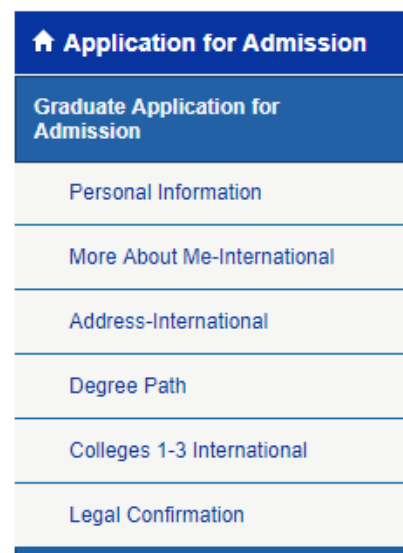 Application for Admission
Graduate Application for
Admission
Personal Information
More About Me-International
Address-International
Degree Path
Colleges 1-3 International
Legal Confirmation